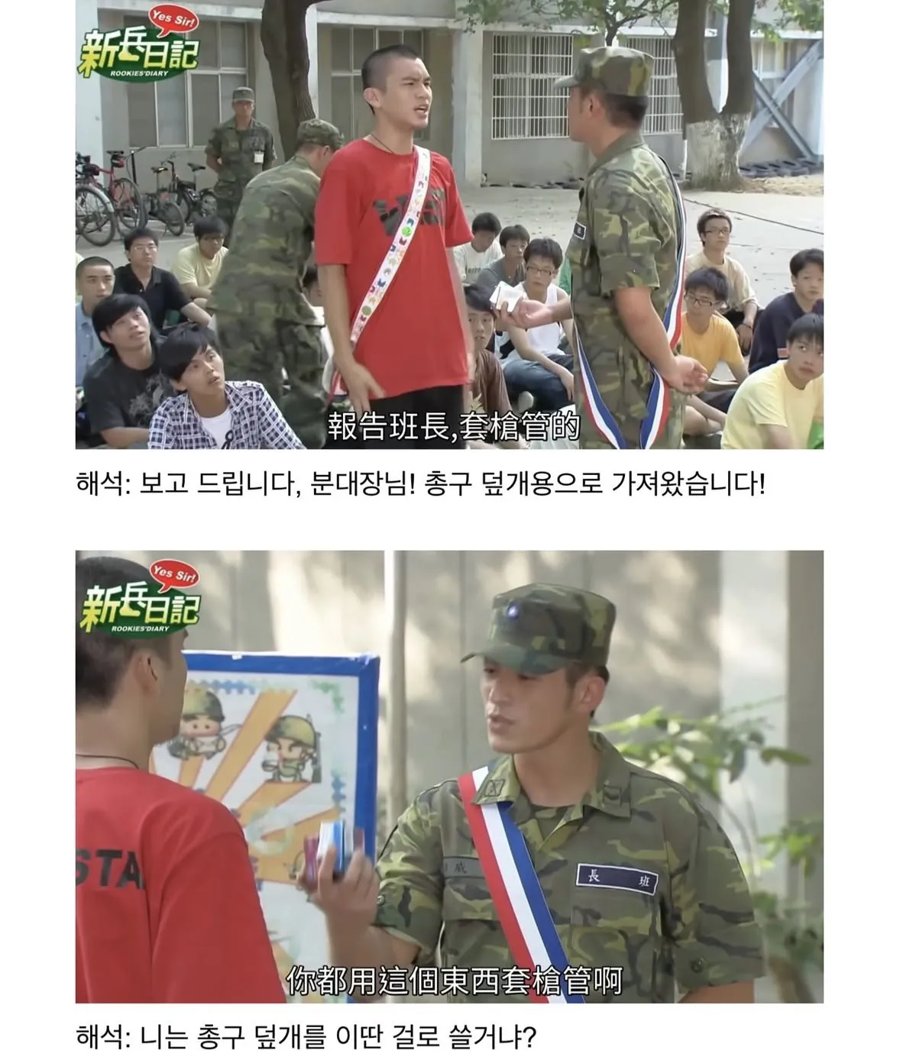 Yes Sir!
新兵日記
ROOKIES'DIARY
報告班長,套槍管的
해석: 보고 드립니다, 분대장님! 총구 덮개용으로 가져왔습니다!
Yes Sir!
新兵日記
ROOKIES'DIARY
STA
長 班
你都用這個東西套槍管啊
해석: 니는 총구 덮개를 이딴 걸로 쓸거냐?